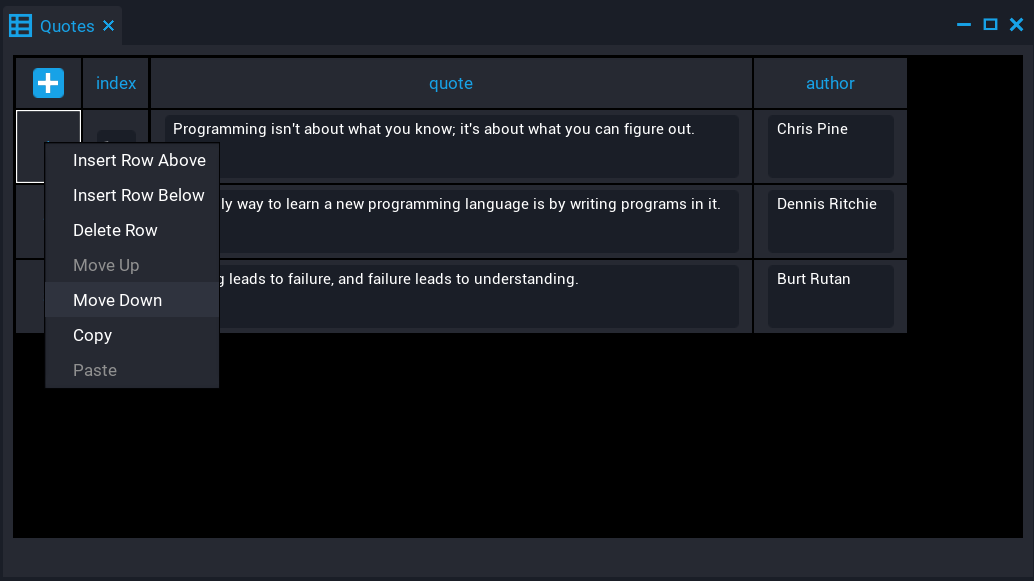 Quotes
index quote author
Programming isn't about what you know; it's about what you can figure out. Chris Pine
Insert Row Above
Insert Row Below
way to learn a new programming language is by writing programs in it. Dennis Ritchie
Delete Row
Move Up
leads to failure, and failure leads to understanding. Burt Rutan
Move Down
Copy
Paste